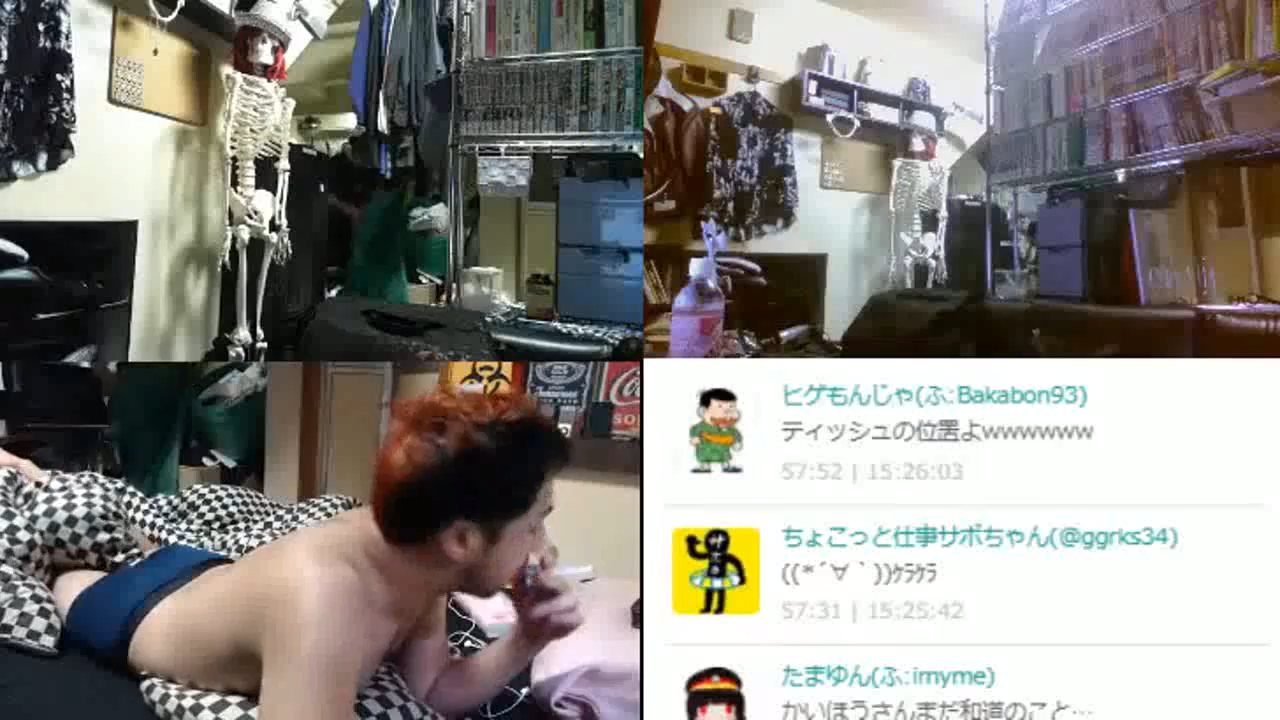 Coca
ヒゲもんじゃ(ふ:Bakabon93)
ティッシュの位置よwwwwwww
57:52 | 15:26:03
ちょこっと仕事サボちゃん(@ggrks34)
((*´∀｀))ｹﾗｹﾗ
57:31 | 15:25:42
たまゆん(ふ:imyme)
かいほうさんまだ和道のこと…